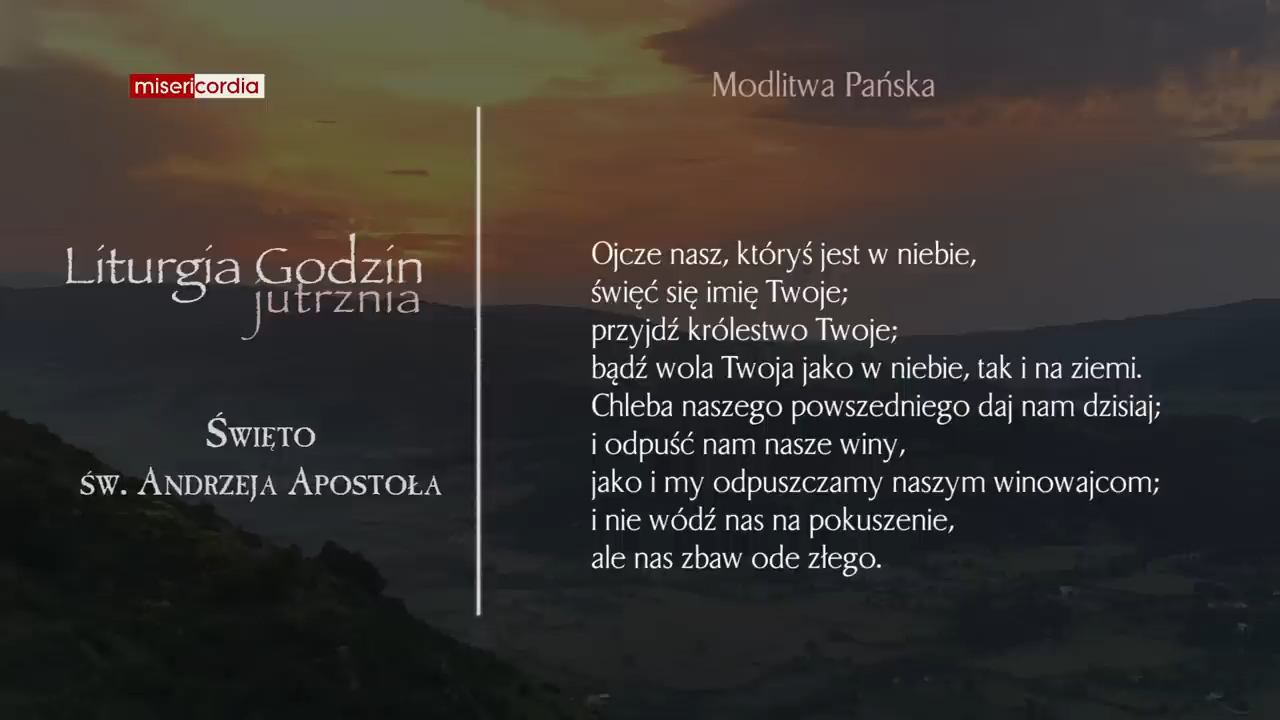 misericordia
Liturgia Godzin
jutrznia
Święto
św. Andrzeja Apostoła
Modlitwa Pańska
Ojcze nasz, któryś jest w niebie,
święć się imię Twoje;
przyjdź królestwo Twoje;
bądź wola Twoja jako w niebie, tak i na ziemi.
Chleba naszego powszedniego daj nam dzisiaj;
i odpuść nam nasze winy,
jako i my odpuszczamy naszym winowajcom;
i nie wódź nas na pokuszenie,
ale nas zbaw ode złego.